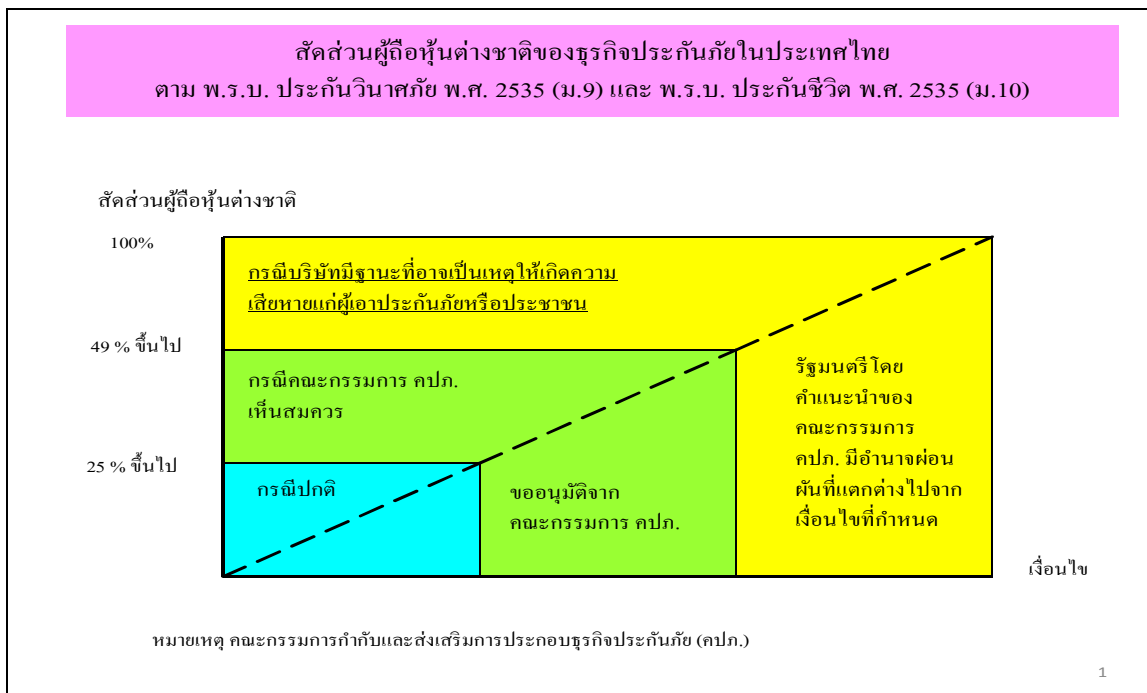 สัดส่วนผู้ถือหุ้นต่างชาติของธุรกิจประกันภัยในประเทศไทย
ตาม พ.ร.บ. ประกันวินาศภัย พ.ศ. 2535 (ม.9) และ พ.ร.บ. ประกันชีวิต พ.ศ. 2535 (ม.10)
สัดส่วนผู้ถือหุ้นต่างชาติ
100%
กรณีบริษัทมีฐานะที่อาจเป็นเหตุให้เกิดความ
เสียหายแก่ผู้เอาประกันภัยหรือประชาชน
49 % ขึ้นไป
กรณีคณะกรรมการ คปภ.
เห็นสมควร
รัฐมนตรีโดย
คำแนะนำของ
คณะกรรมการ
คปภ. มีอำนาจผ่อน
ผันที่แตกต่างไปจาก
เงื่อนไขที่กำหนด
25 % ขึ้นไป
กรณีปกติ
ขออนุมัติจาก
คณะกรรมการ คปภ.
เงื่อนไข
หมายเหตุ คณะกรรมการกำกับและส่งเสริมการประกอบธุรกิจประกันภัย (คปภ.)
1